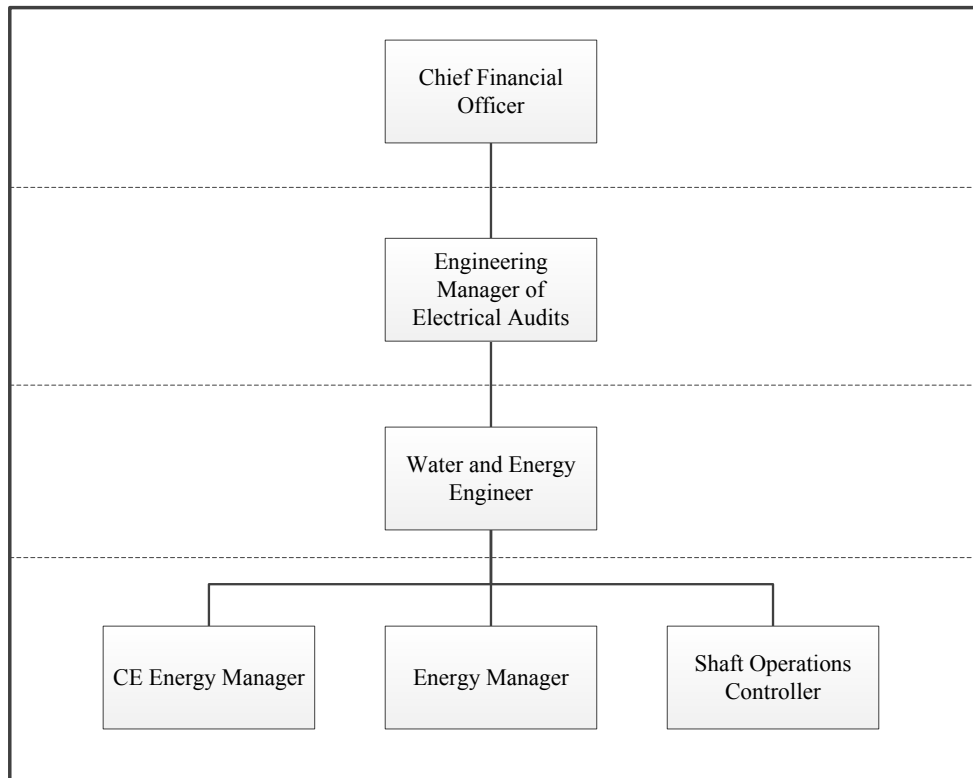 Chief Financial
Officer
Engineering
Manager of
Electrical Audits
Water and Energy
Engineer
CE Energy Manager
Energy Manager
Shaft Operations
Controller